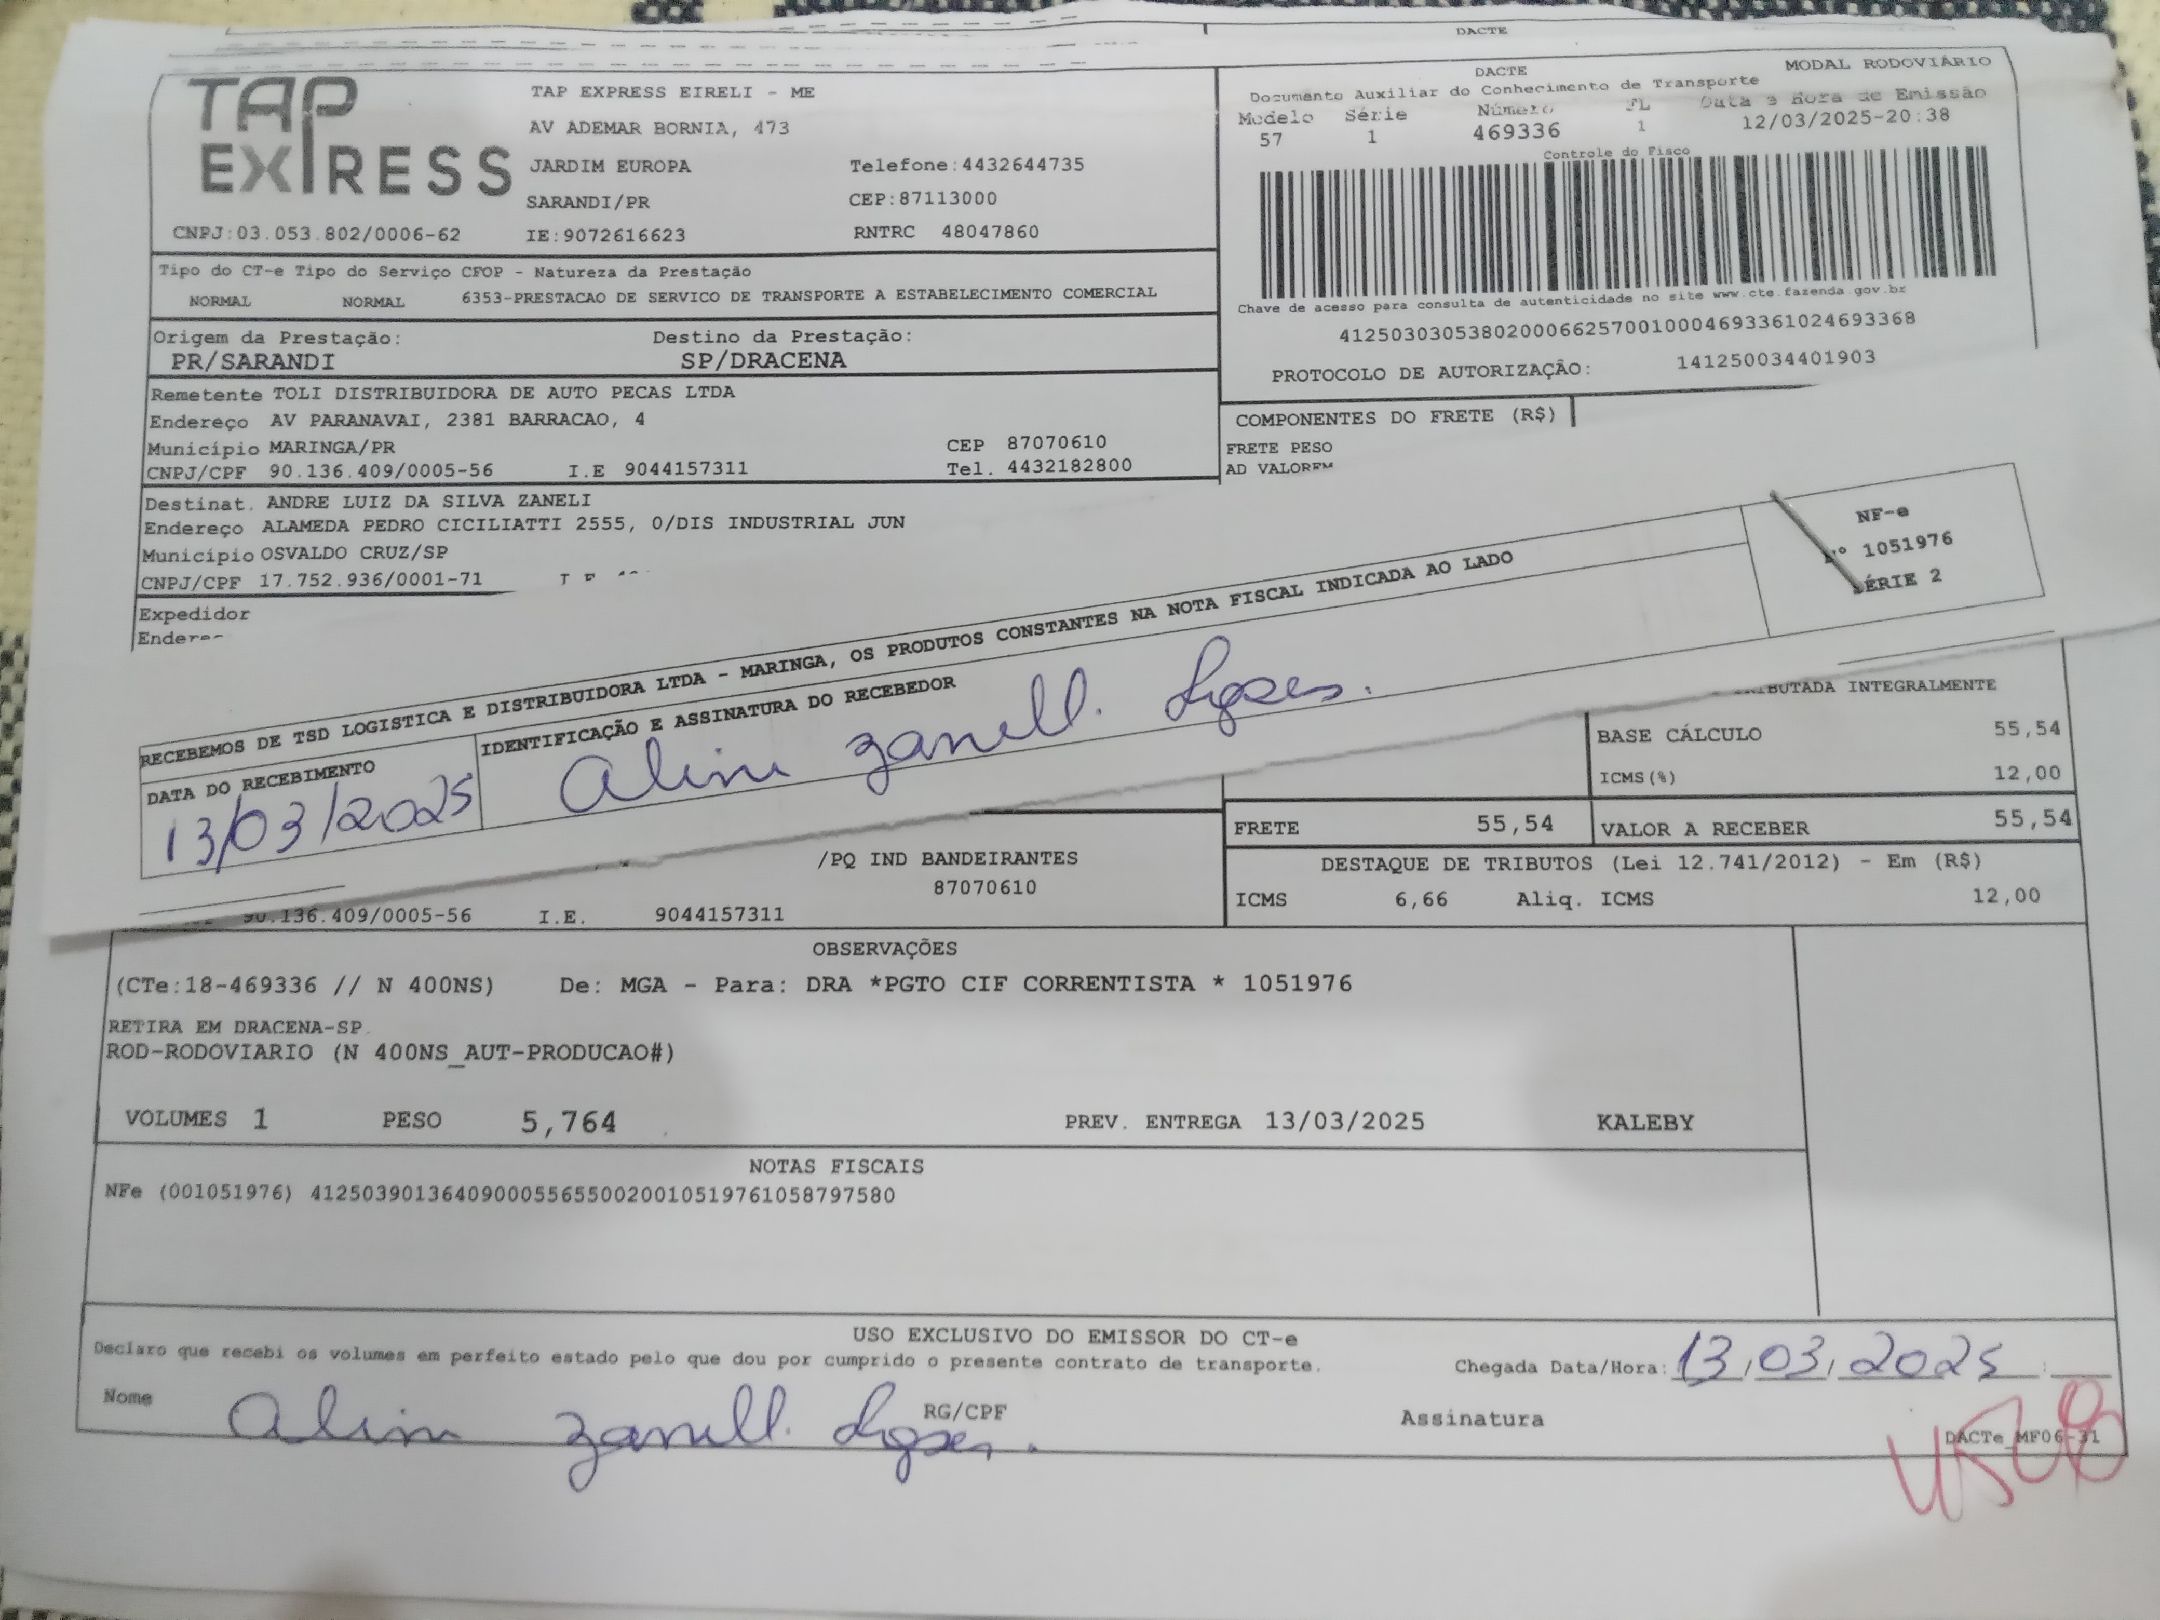 DACTE
TAP EXPRESS
TAP EXPRESS EIRELI - ME
AV ADEMAR BORNIA, 473
JARDIM EUROPA Telefone:4432644735
SARANDI/PR CEP:87113000
CNPJ:03.053.802/0006-62 IE:9072616623 RNTRC 48047860
DACTE MODAL RODOVIÁRIO
Documento Auxiliar do Conhecimento de Transporte
Modelo Série Número FL Data e Hora de Emissão
57 1 469336 1 12/03/2025-20:38
Controle do Fisco
Chave de acesso para consulta de autenticidade no site www.cte.fazenda.gov.br
41250303053802000662570010004693361024693368
PROTOCOLO DE AUTORIZAÇÃO: 141250034401903
Tipo do CT-e Tipo do Serviço CFOP - Natureza da Prestação
NORMAL NORMAL 6353-PRESTACAO DE SERVICO DE TRANSPORTE A ESTABELECIMENTO COMERCIAL
Origem da Prestação: Destino da Prestação:
PR/SARANDI SP/DRACENA
Remetente TOLI DISTRIBUIDORA DE AUTO PECAS LTDA
Endereço AV PARANAVAI, 2381 BARRACAO, 4
Município MARINGA/PR CEP 87070610
CNPJ/CPF 90.136.409/0005-56 I.E 9044157311 Tel. 4432182800
COMPONENTES DO FRETE (R$)
FRETE PESO
AD VALOREM
Destinat. ANDRE LUIZ DA SILVA ZANELI
Endereço ALAMEDA PEDRO CICILIATTI 2555, 0/DIS INDUSTRIAL JUN
Município OSVALDO CRUZ/SP
CNPJ/CPF 17.752.936/0001-71
Expedidor
NF-e
Nº 1051976
SÉRIE 2
RECEBEMOS DE TSD LOGISTICA E DISTRIBUIDORA LTDA - MARINGA, OS PRODUTOS CONSTANTES NA NOTA FISCAL INDICADA AO LADO
DATA DO RECEBIMENTO IDENTIFICAÇÃO E ASSINATURA DO RECEBEDOR
13/03/2025 Alini Zanell.
TRIBUTADA INTEGRALMENTE
BASE CÁLCULO 55,54
ICMS(%) 12,00
FRETE 55,54 VALOR A RECEBER 55,54
DESTAQUE DE TRIBUTOS (Lei 12.741/2012) - Em (R$)
ICMS 6,66 Aliq. ICMS 12,00
/PQ IND BANDEIRANTES
87070610
90.136.409/0005-56 I.E. 9044157311
OBSERVAÇÕES
(CTe:18-469336 // N 400NS) De: MGA - Para: DRA *PGTO CIF CORRENTISTA * 1051976
RETIRA EM DRACENA-SP.
ROD-RODOVIARIO (N 400NS_AUT-PRODUCAO#)
VOLUMES 1 PESO 5,764 PREV. ENTREGA 13/03/2025 KALEBY
NOTAS FISCAIS
NFe (001051976) 41250390136409000556550020010519761058797580
USO EXCLUSIVO DO EMISSOR DO CT-e
Declaro que recebi os volumes em perfeito estado pelo que dou por cumprido o presente contrato de transporte.
Chegada Data/Hora: 13/03/2025 :
Nome Alini Zanell. RG/CPF Assinatura
DACTe_MF06-31